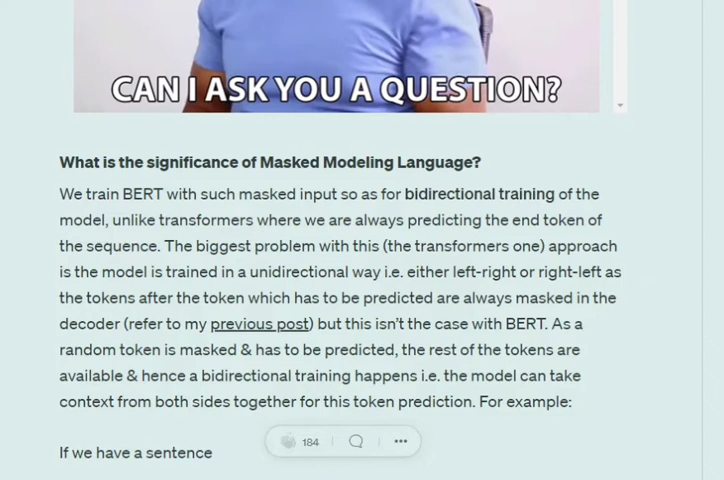 CAN I ASK YOU A QUESTION?
What is the significance of Masked Modeling Language?
We train BERT with such masked input so as for bidirectional training of the
model, unlike transformers where we are always predicting the end token of
the sequence. The biggest problem with this (the transformers one) approach
is the model is trained in a unidirectional way i.e. either left-right or right-left as
the tokens after the token which has to be predicted are always masked in the
decoder (refer to my previous post) but this isn't the case with BERT. As a
random token is masked & has to be predicted, the rest of the tokens are
available & hence a bidirectional training happens i.e. the model can take
context from both sides together for this token prediction. For example:
184
If we have a sentence